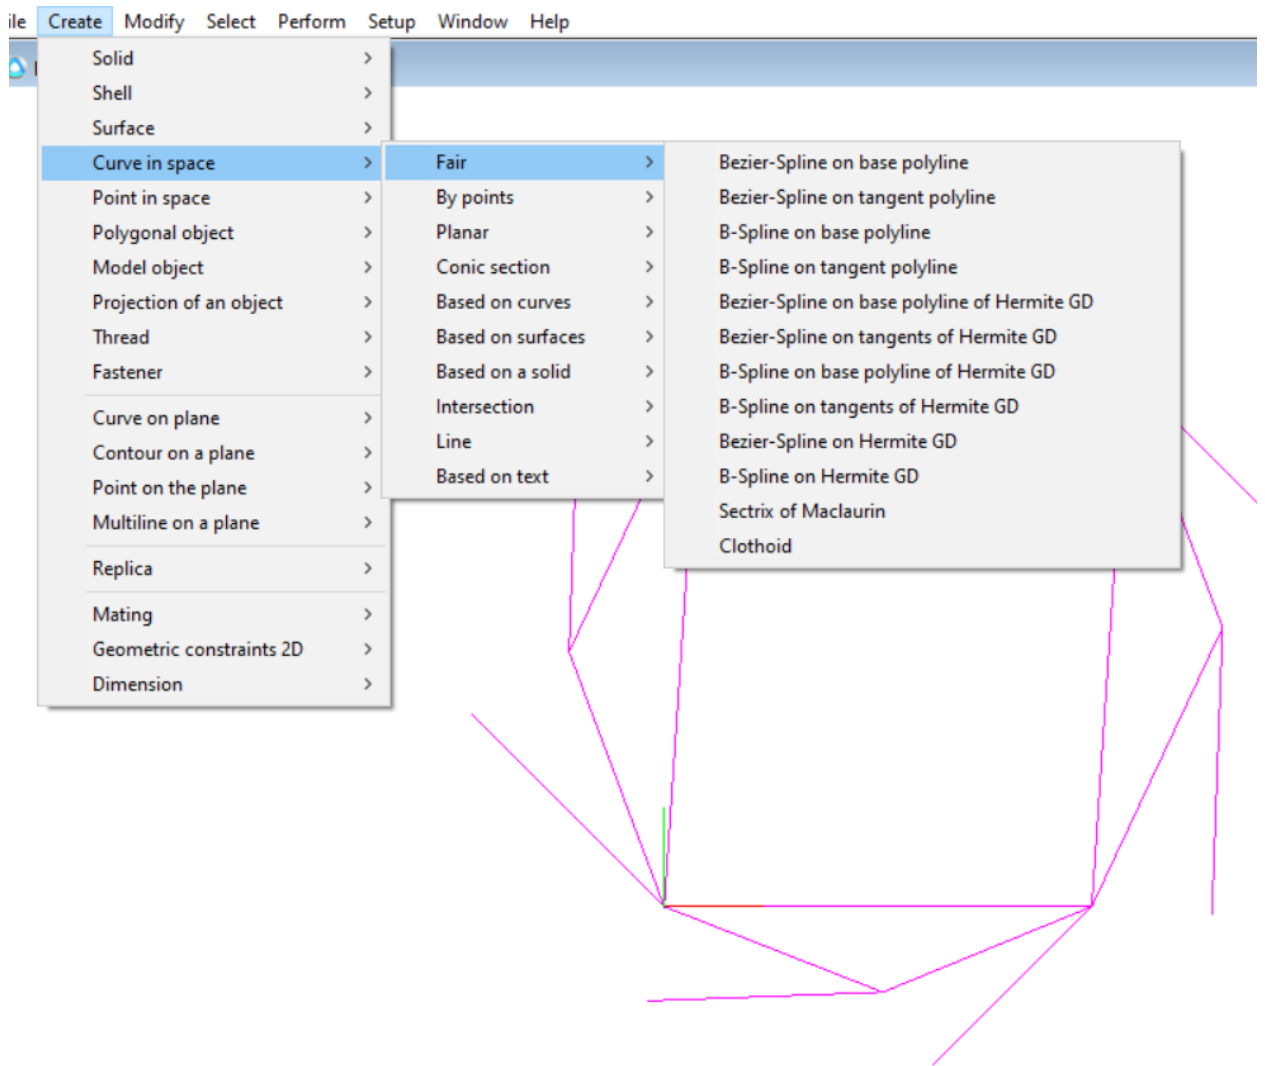 ile Create Modify Select Perform Setup Window Help
Solid
Shell
Surface
Curve in space
Point in space
Polygonal object
Model object
Projection of an object
Thread
Fastener
Curve on plane
Contour on a plane
Point on the plane
Multiline on a plane
Replica
Mating
Geometric constraints 2D
Dimension
Fair
By points
Planar
Conic section
Based on curves
Based on surfaces
Based on a solid
Intersection
Line
Based on text
Bezier-Spline on base polyline
Bezier-Spline on tangent polyline
B-Spline on base polyline
B-Spline on tangent polyline
Bezier-Spline on base polyline of Hermite GD
Bezier-Spline on tangents of Hermite GD
B-Spline on base polyline of Hermite GD
B-Spline on tangents of Hermite GD
Bezier-Spline on Hermite GD
B-Spline on Hermite GD
Sectrix of Maclaurin
Clothoid